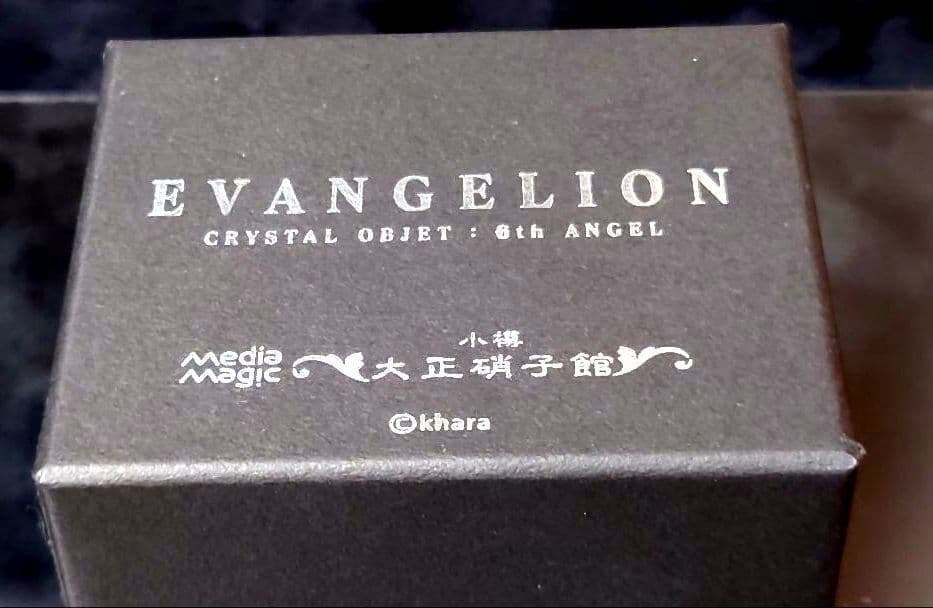 EVANGELION
CRYSTAL OBJET : 6th ANGEL
Media
Magic
小樽
大正硝子館
©khara